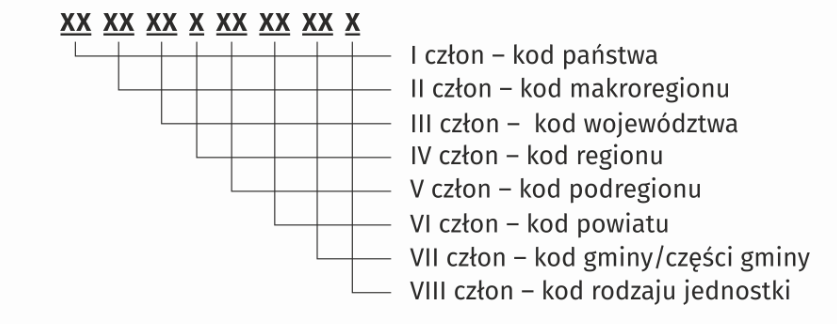 XX XX XX X XX XX XX X
I człon – kod państwa
II człon – kod makroregionu
III człon – kod województwa
IV człon – kod regionu
V człon – kod podregionu
VI człon – kod powiatu
VII człon – kod gminy/części gminy
VIII człon – kod rodzaju jednostki